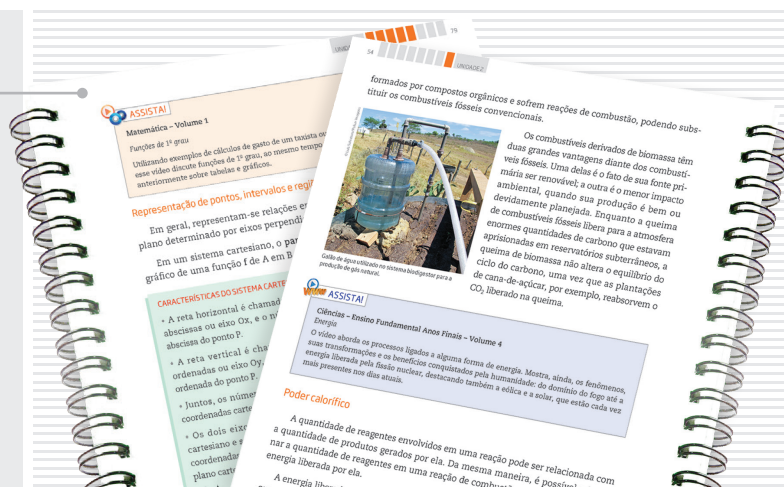 UNID
79
ASSISTA!
Matemática – Volume 1
Funções de 1º grau
Utilizando exemplos de cálculos de gasto de um taxista ou
esse vídeo discute funções de 1º grau, ao mesmo tempo
anteriormente sobre tabelas e gráficos.
Representação de pontos, intervalos e regi
Em geral, representam-se relações e
plano determinado por eixos perpendi
Em um sistema cartesiano, o pa
gráfico de uma função f de A em B
CARACTERÍSTICAS DO SISTEMA CARTE
• A reta horizontal é chamad
abscissas ou eixo Ox, e o n
abscissa do ponto P.
• A reta vertical é cha
ordenadas ou eixo Oy,
ordenada do ponto P.
• Juntos, os núme
coordenadas carte
• Os dois eixo
cartesiano e s
coordenadas
plano carte
54
UNIDADE 2
formados por compostos orgânicos e sofrem reações de combustão, podendo subs-
tituir os combustíveis fósseis convencionais.
Galão de água utilizado no sistema biodigestor para a
produção de gás natural.
Os combustíveis derivados de biomassa têm
duas grandes vantagens diante dos combustí-
veis fósseis. Uma delas é o fato de sua fonte pri-
mária ser renovável; a outra é o menor impacto
ambiental, quando sua produção é bem ou
devidamente planejada. Enquanto a queima
de combustíveis fósseis libera para a atmosfera
enormes quantidades de carbono que estavam
aprisionadas em reservatórios subterrâneos, a
queima de biomassa não altera o equilíbrio do
ciclo do carbono, uma vez que as plantações
de cana-de-açúcar, por exemplo, reabsorvem o
CO₂ liberado na queima.
ASSISTA!
Ciências – Ensino Fundamental Anos Finais – Volume 4
Energia
O vídeo aborda os processos ligados a alguma forma de energia. Mostra, ainda, os fenômenos,
suas transformações e os benefícios conquistados pela humanidade: do domínio do fogo até a
energia liberada pela fissão nuclear, destacando também a eólica e a solar, que estão cada vez
mais presentes nos dias atuais.
Poder calorífico
A quantidade de reagentes envolvidos em uma reação pode ser relacionada com
a quantidade de produtos gerados por ela. Da mesma maneira, é possível
nar a quantidade de reagentes em uma reação de combust
energia liberada por ela.
A energia liber